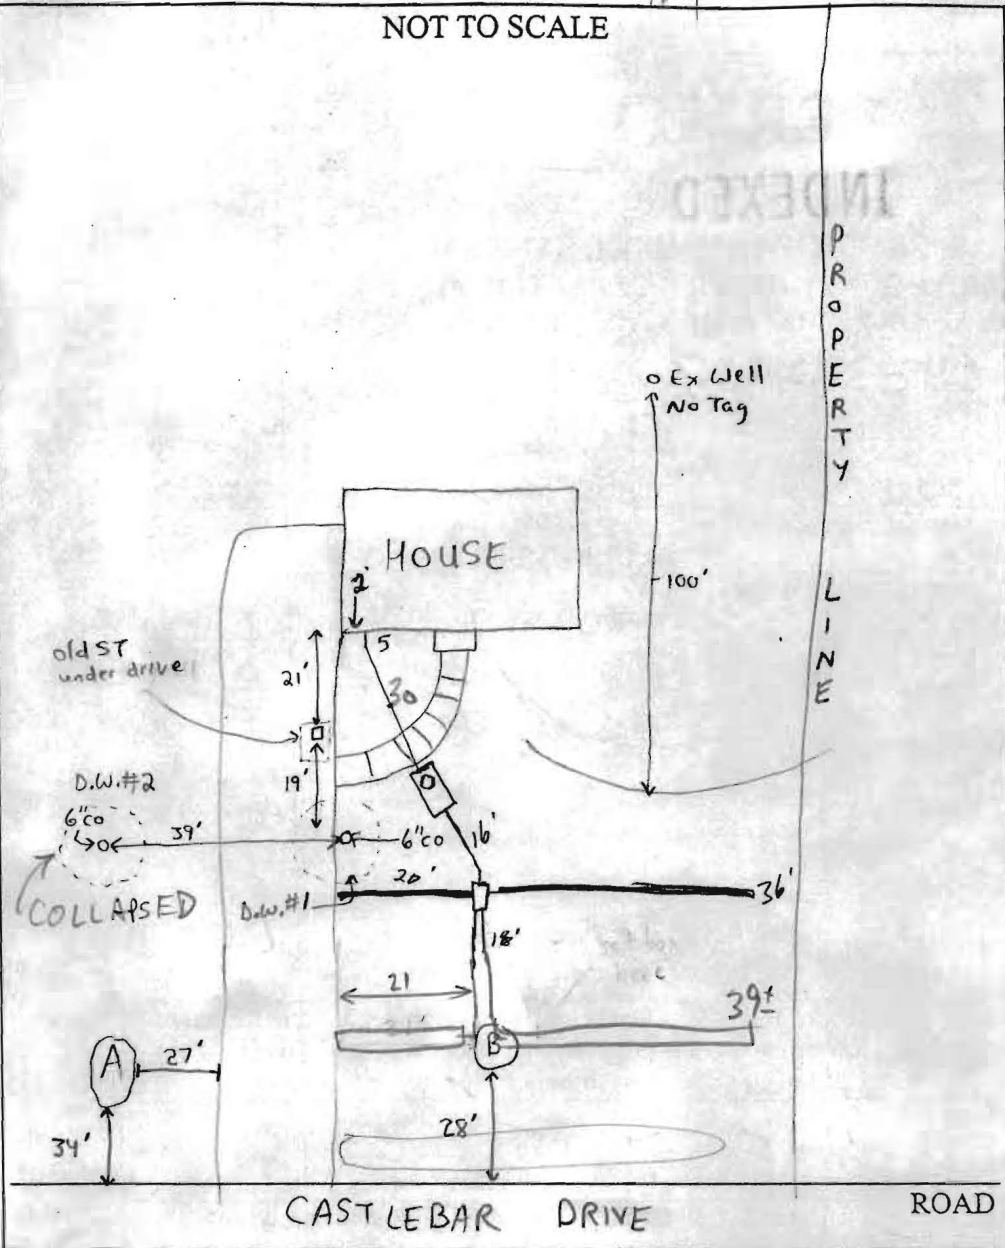 NOT TO SCALE
INDEXED
PROPERTY LINE
Ex Well
No Tag
HOUSE
2'
100'
5
old ST
under drive
21'
30
19'
D.W.#2
6"co
39'
6"co
16'
20'
36'
COLLAPSED
D.W.#1
18'
21
39±
B
A
27'
28'
34'
CASTLEBAR DRIVE
ROAD